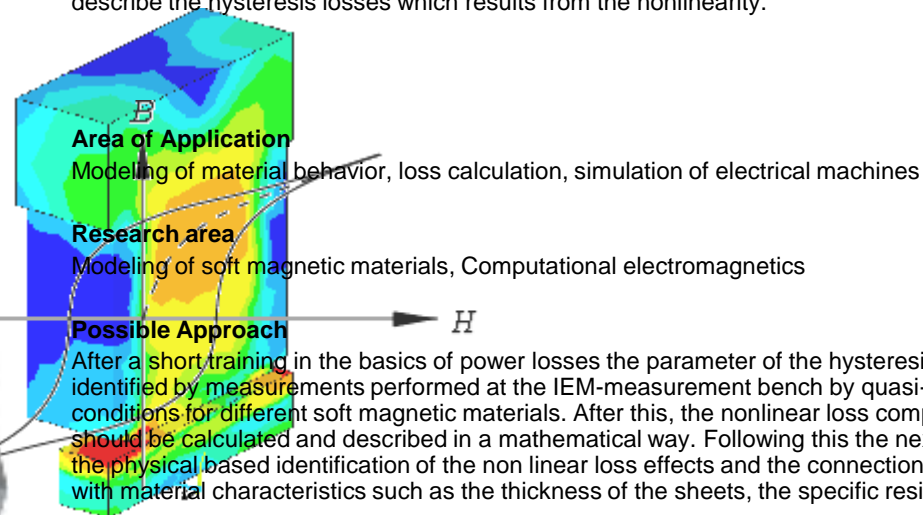 describe the hysteresis losses which results from the nonlinearity.
B
Area of Application
Modeling of material behavior, loss calculation, simulation of electrical machines
Research area
Modeling of soft magnetic materials, Computational electromagnetics
Possible Approach
H
After a short training in the basics of power losses the parameter of the hysteresi
identified by measurements performed at the IEM-measurement bench by quasi-
conditions for different soft magnetic materials. After this, the nonlinear loss comp
should be calculated and described in a mathematical way. Following this the ne
the physical based identification of the non linear loss effects and the connection
with material characteristics such as the thickness of the sheets, the specific resi